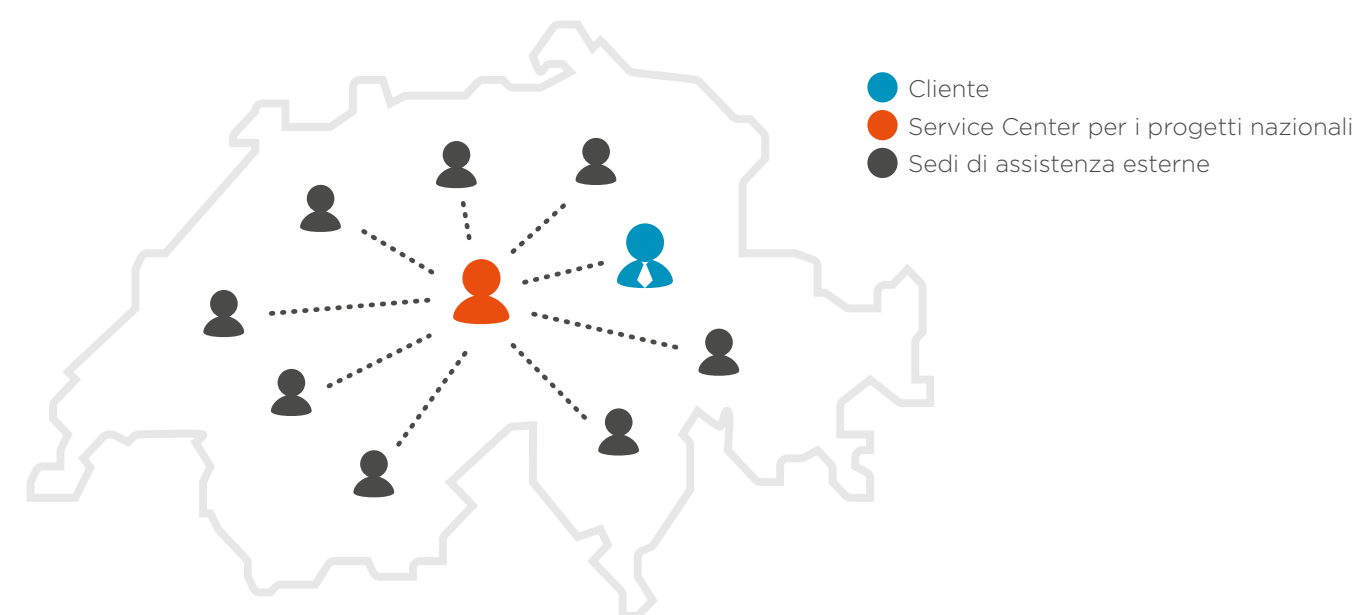 Cliente
Service Center per i progetti nazionali
Sedi di assistenza esterne